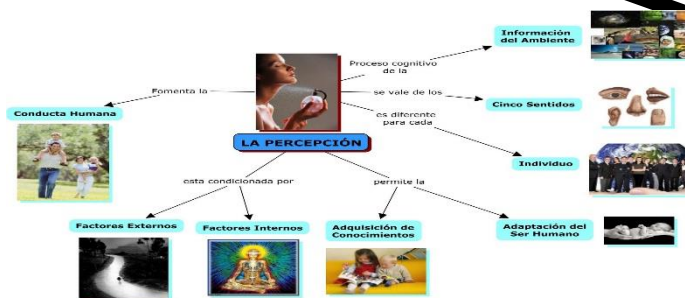 Información
del Ambiente
Proceso cognitivo
de la
Fomenta la
se vale de los
Cinco Sentidos
Conducta Humana
es diferente
para cada
LA PERCEPCIÓN
Individuo
esta condicionada por
permite la
Factores Externos
Factores Internos
Adquisición de
Conocimientos
Adaptación del
Ser Humano